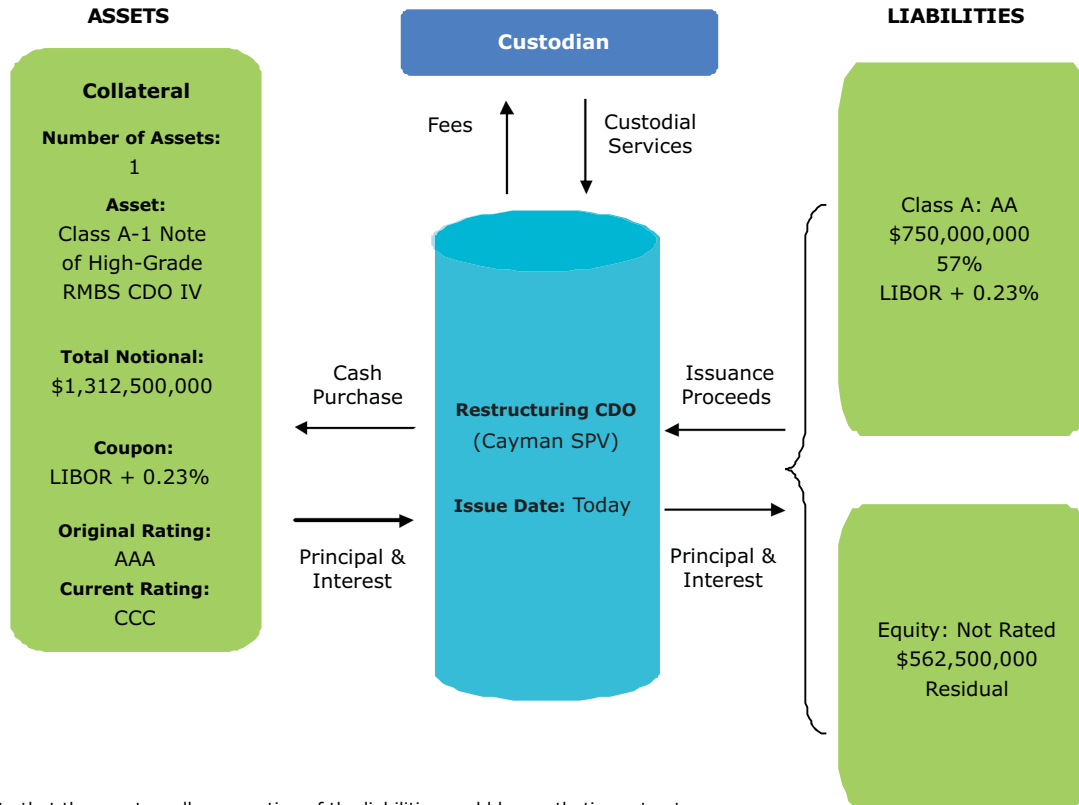 ASSETS
LIABILITIES
Custodian
Collateral
Number of Assets:
1
Asset:
Class A-1 Note
of High-Grade
RMBS CDO IV
Total Notional:
$1,312,500,000
Coupon:
LIBOR + 0.23%
Original Rating:
AAA
Current Rating:
CCC
Fees
Custodial
Services
Cash
Purchase
Principal &
Interest
Restructuring CDO
(Cayman SPV)
Issue Date: Today
Issuance
Proceeds
Principal &
Interest
Class A: AA
$750,000,000
57%
LIBOR + 0.23%
Equity: Not Rated
$562,500,000
Residual